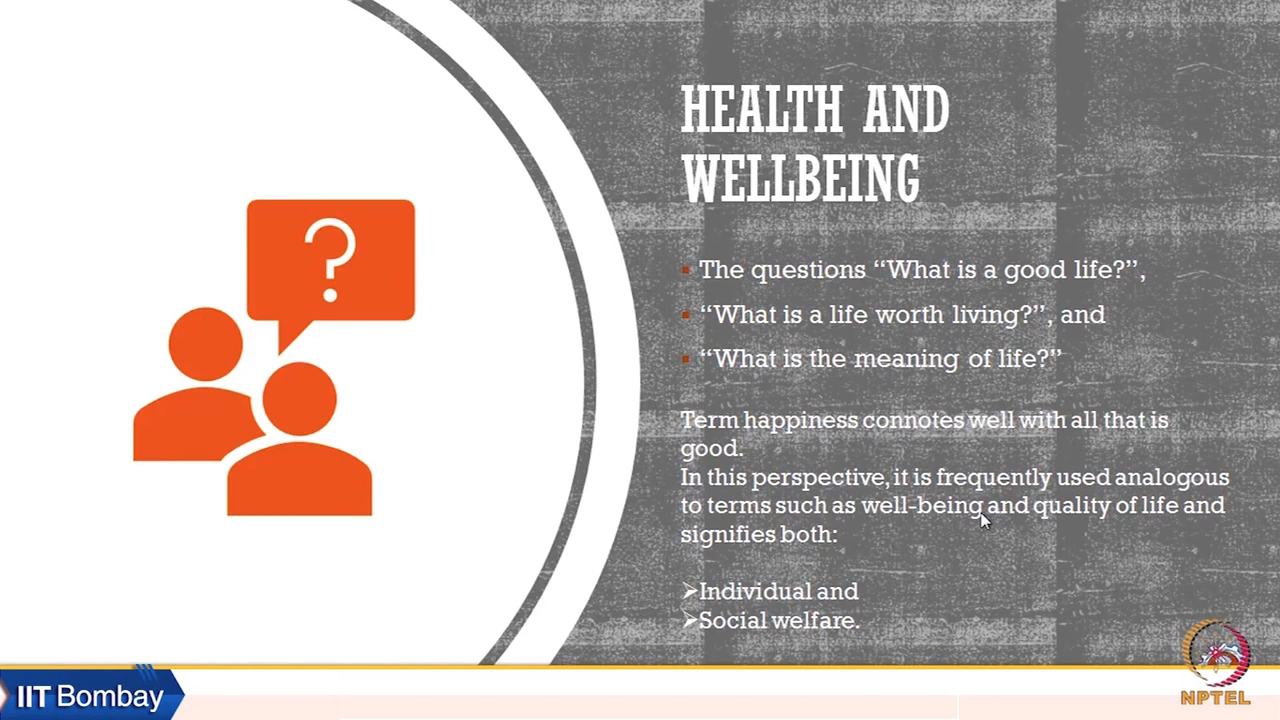 HEALTH AND
WELLBEING
▪ The questions “What is a good life?”,
▪ “What is a life worth living?”, and
▪ “What is the meaning of life?”
Term happiness connotes well with all that is
good.
In this perspective, it is frequently used analogous
to terms such as well-being and quality of life and
signifies both:
➢Individual and
➢Social welfare.
?
IIT Bombay
NPTEL